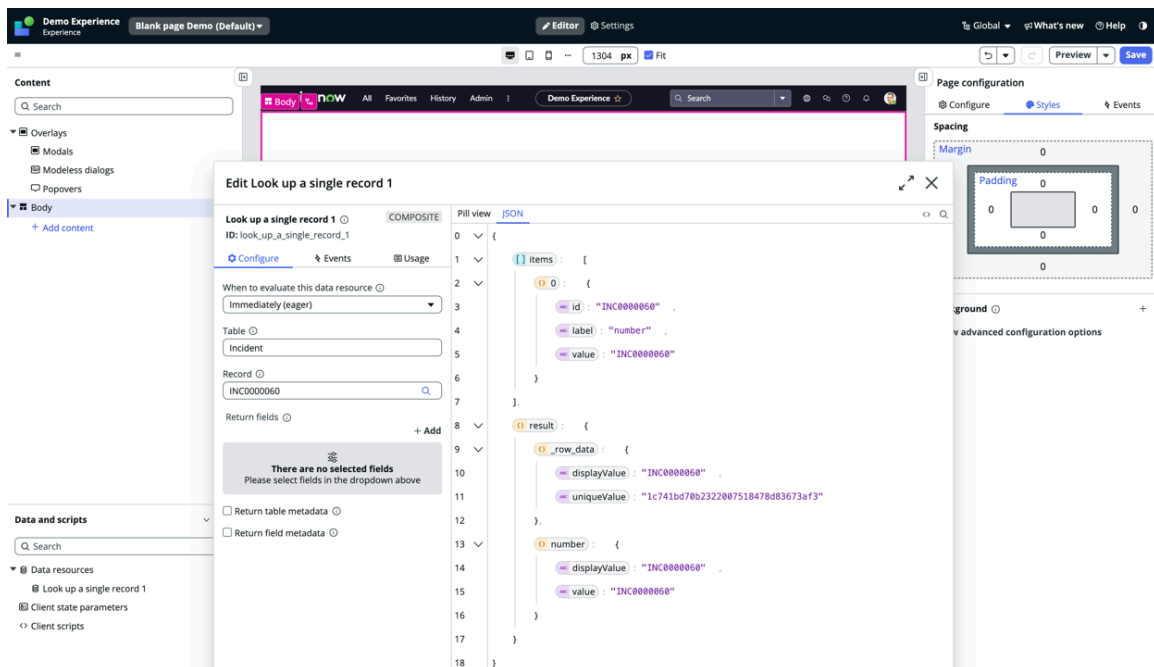 Demo Experience
Experience
Blank page Demo (Default)
Editor
Settings
Global
What's new
Help
1304 px
Fit
Preview
Save
Content
Search
Overlays
Modals
Modeless dialogs
Popovers
Body
+ Add content
Data and scripts
Search
Data resources
Look up a single record 1
Client state parameters
Client scripts
Body
now
All
Favorites
History
Admin
Demo Experience
Search
Edit Look up a single record 1
Look up a single record 1
COMPOSITE
ID: look_up_a_single_record_1
Configure
Events
Usage
When to evaluate this data resource
Immediately (eager)
Table
Incident
Record
INC0000060
Return fields
+ Add
There are no selected fields
Please select fields in the dropdown above
Return table metadata
Return field metadata
Pill view
JSON
0 {
1 [ ] items : [
2 {} 0 : {
3 id : "INC0000060" ,
4 label : "number" ,
5 value : "INC0000060"
6 }
7 ],
8 {} result : {
9 {} _row_data : {
10 displayValue : "INC0000060" ,
11 uniqueValue : "1c741bd70b2322007518478d83673af3"
12 },
13 {} number : {
14 displayValue : "INC0000060" ,
15 value : "INC0000060"
16 }
17 }
18 }
Page configuration
Configure
Styles
Events
Spacing
Margin
0
Padding
0
0
0
0
0
0
ground
advanced configuration options